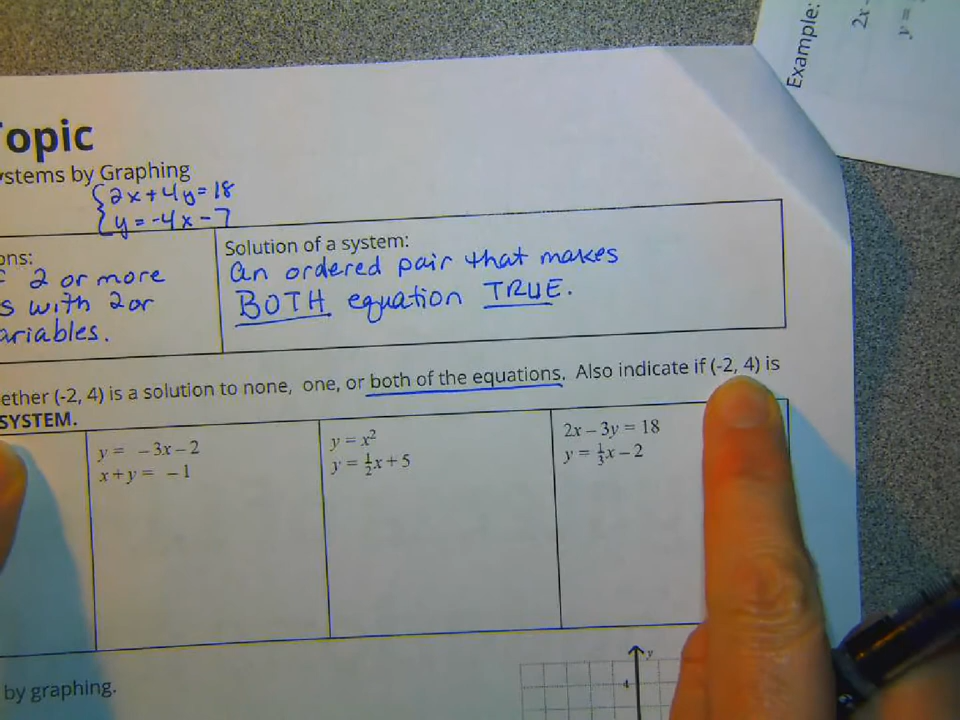 Topic
ystems by Graphing
{2x+4y=18
{y=-4x-7
ons:
2 or more
s with 2 or
ariables.
Solution of a system:
an ordered pair that makes
BOTH equation TRUE.
ether (-2, 4) is a solution to none, one, or both of the equations. Also indicate if (-2, 4) is
SYSTEM.
y = -3x-2
x+y = -1
y = x²
y = ½x+5
2x-3y = 18
y = ⅓x-2
by graphing.
y
4
Example:
2x-
y =